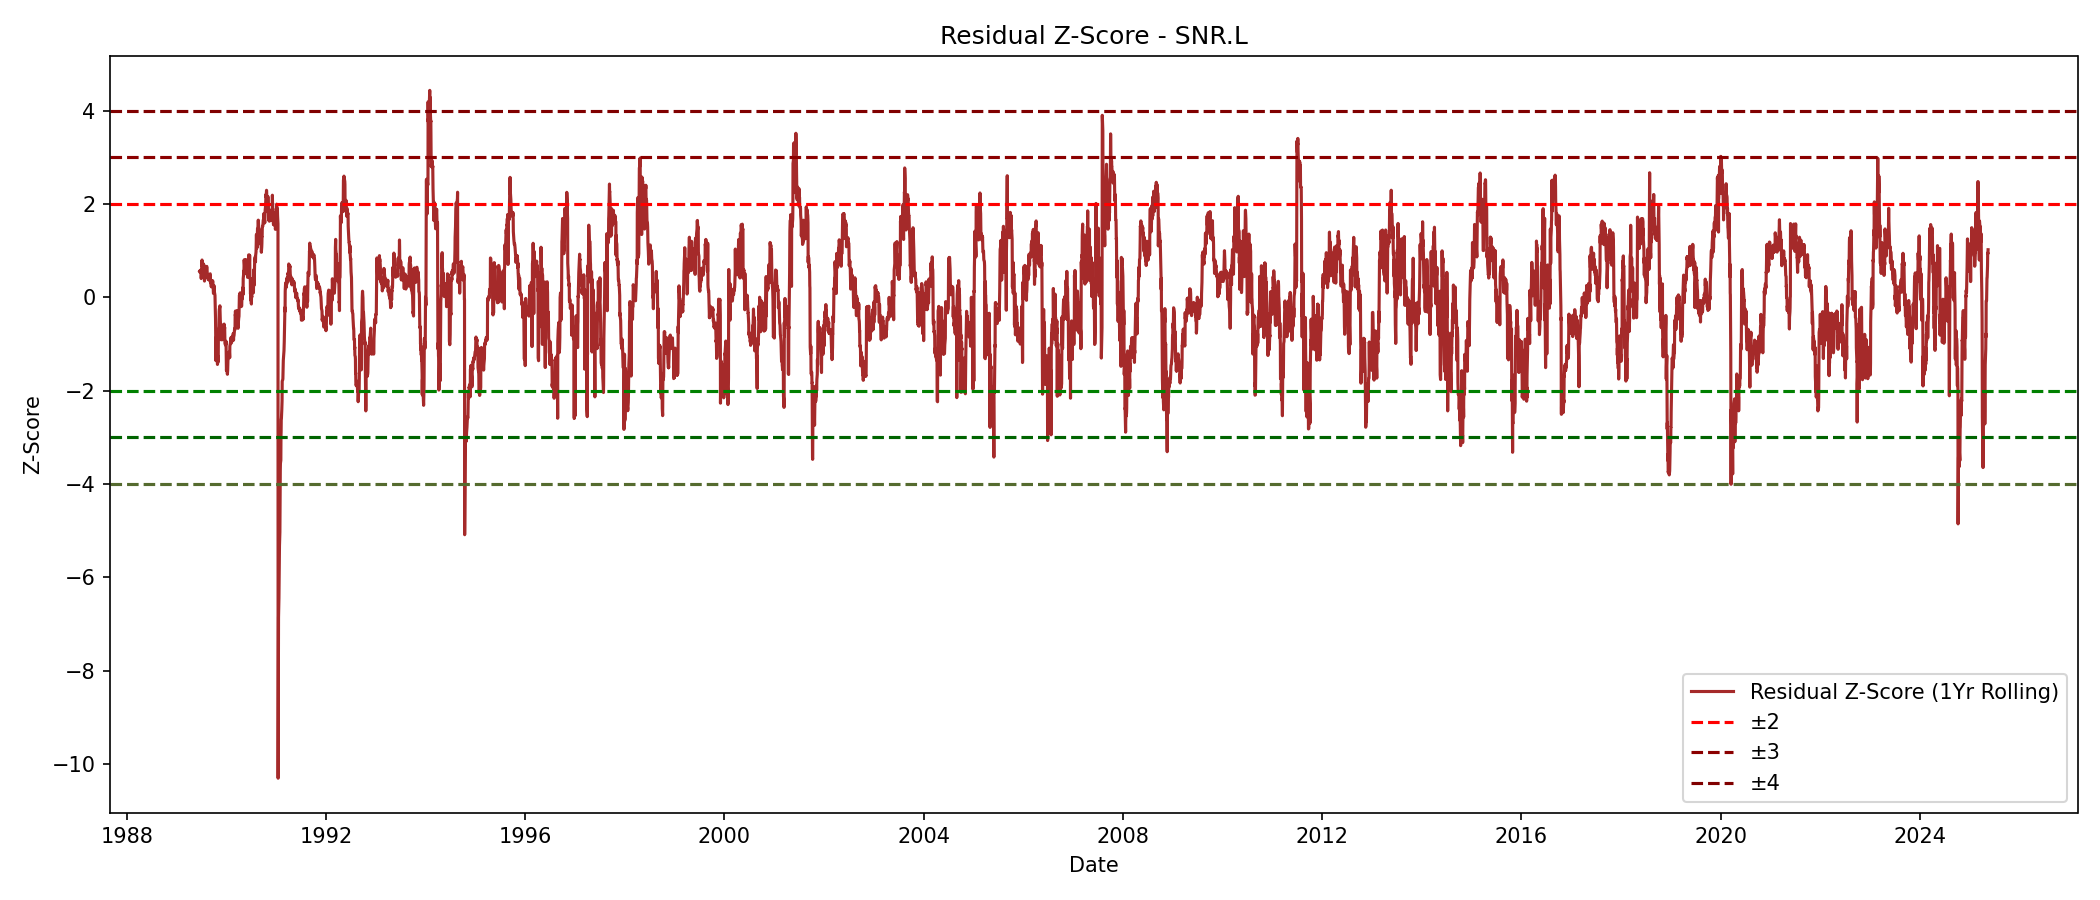 Residual Z-Score - SNR.L
Z-Score
4
2
0
−2
−4
−6
−8
−10
Residual Z-Score (1Yr Rolling)
±2
±3
±4
1988 1992 1996 2000 2004 2008 2012 2016 2020 2024
Date